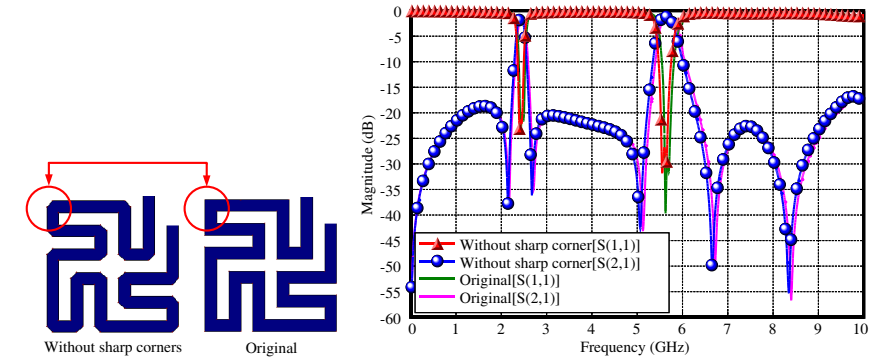 Without sharp corners
Original
Magnitude (dB)
0
-5
-10
-15
-20
-25
-30
-35
-40
-45
-50
-55
-60
Without sharp corner[S(1,1)]
Without sharp corner[S(2,1)]
Original[S(1,1)]
Original[S(2,1)]
0 1 2 3 4 5 6 7 8 9 10
Frequency (GHz)